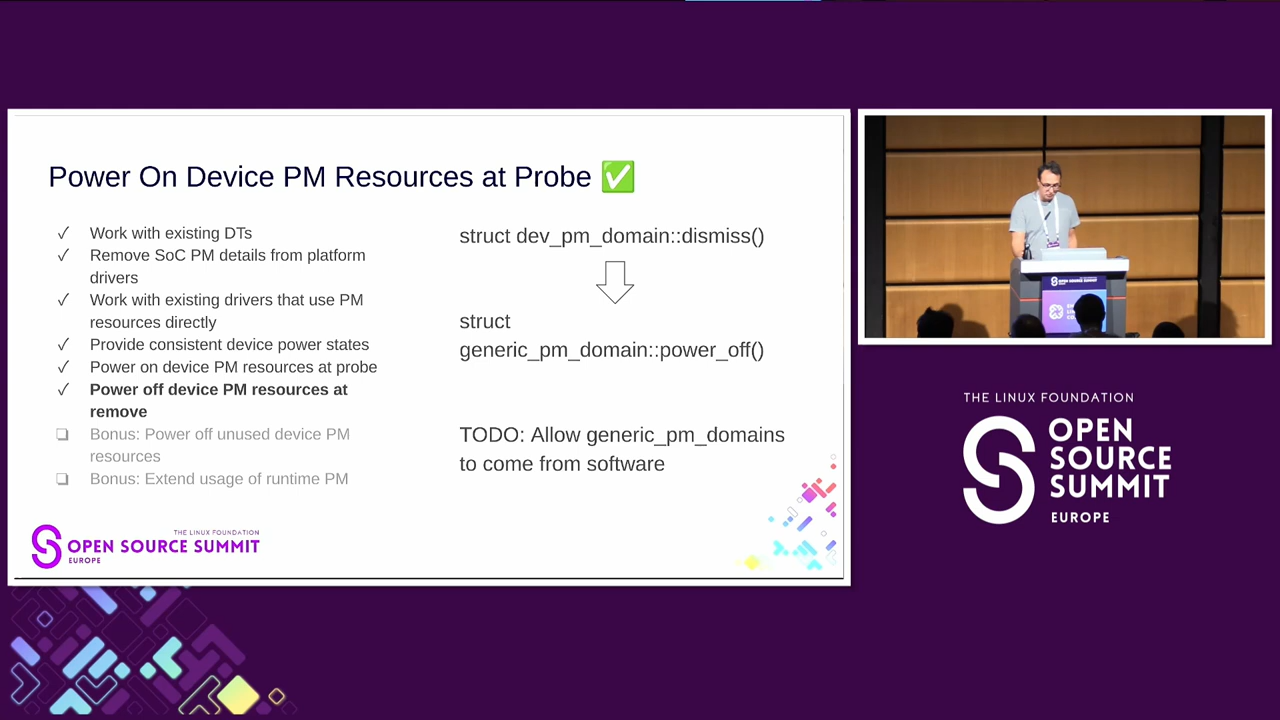 Power On Device PM Resources at Probe ✅
✓ Work with existing DTs
✓ Remove SoC PM details from platform
drivers
✓ Work with existing drivers that use PM
resources directly
✓ Provide consistent device power states
✓ Power on device PM resources at probe
✓ Power off device PM resources at
remove
❏ Bonus: Power off unused device PM
resources
❏ Bonus: Extend usage of runtime PM
struct dev_pm_domain::dismiss()
struct
generic_pm_domain::power_off()
TODO: Allow generic_pm_domains
to come from software
THE LINUX FOUNDATION
OPEN SOURCE SUMMIT
EUROPE
THE LINUX FOUNDATION
OPEN
SOURCE
SUMMIT
EUROPE